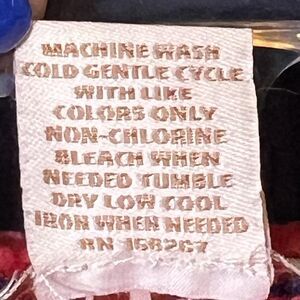 MACHINE WASH
COLD GENTLE CYCLE
WITH LIKE
COLORS ONLY
NON-CHLORINE
BLEACH WHEN
NEEDED TUMBLE
DRY LOW COOL
IRON WHEN NEEDED
RN 158267